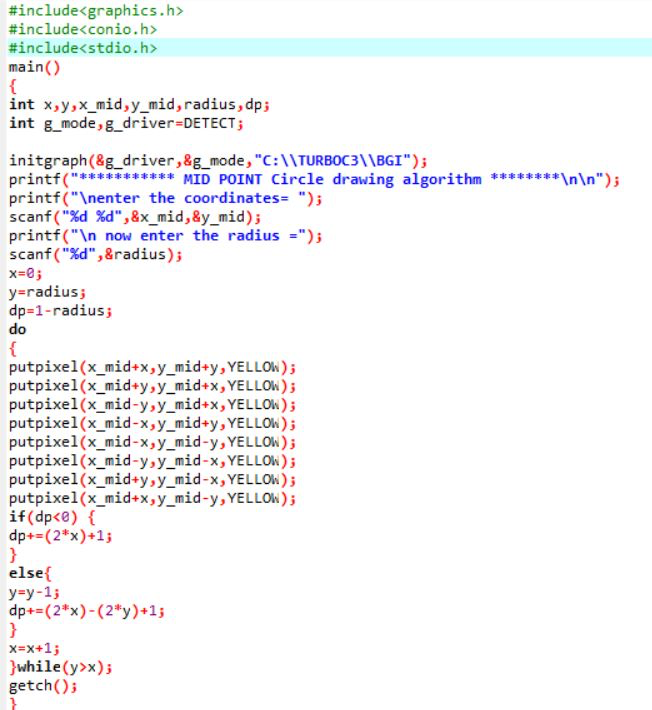 #include<graphics.h>
#include<conio.h>
#include<stdio.h>
main()
{
int x,y,x_mid,y_mid,radius,dp;
int g_mode,g_driver=DETECT;

initgraph(&g_driver,&g_mode,"C:\\TURBOC3\\BGI");
printf("*********** MID POINT Circle drawing algorithm ********\n\n");
printf("\nenter the coordinates= ");
scanf("%d %d",&x_mid,&y_mid);
printf("\n now enter the radius =");
scanf("%d",&radius);
x=0;
y=radius;
dp=1-radius;
do
{
putpixel(x_mid+x,y_mid+y,YELLOW);
putpixel(x_mid+y,y_mid+x,YELLOW);
putpixel(x_mid-y,y_mid+x,YELLOW);
putpixel(x_mid-x,y_mid+y,YELLOW);
putpixel(x_mid-x,y_mid-y,YELLOW);
putpixel(x_mid-y,y_mid-x,YELLOW);
putpixel(x_mid+y,y_mid-x,YELLOW);
putpixel(x_mid+x,y_mid-y,YELLOW);
if(dp<0) {
dp+=(2*x)+1;
}
else{
y=y-1;
dp+=(2*x)-(2*y)+1;
}
x=x+1;
}while(y>x);
getch();
}